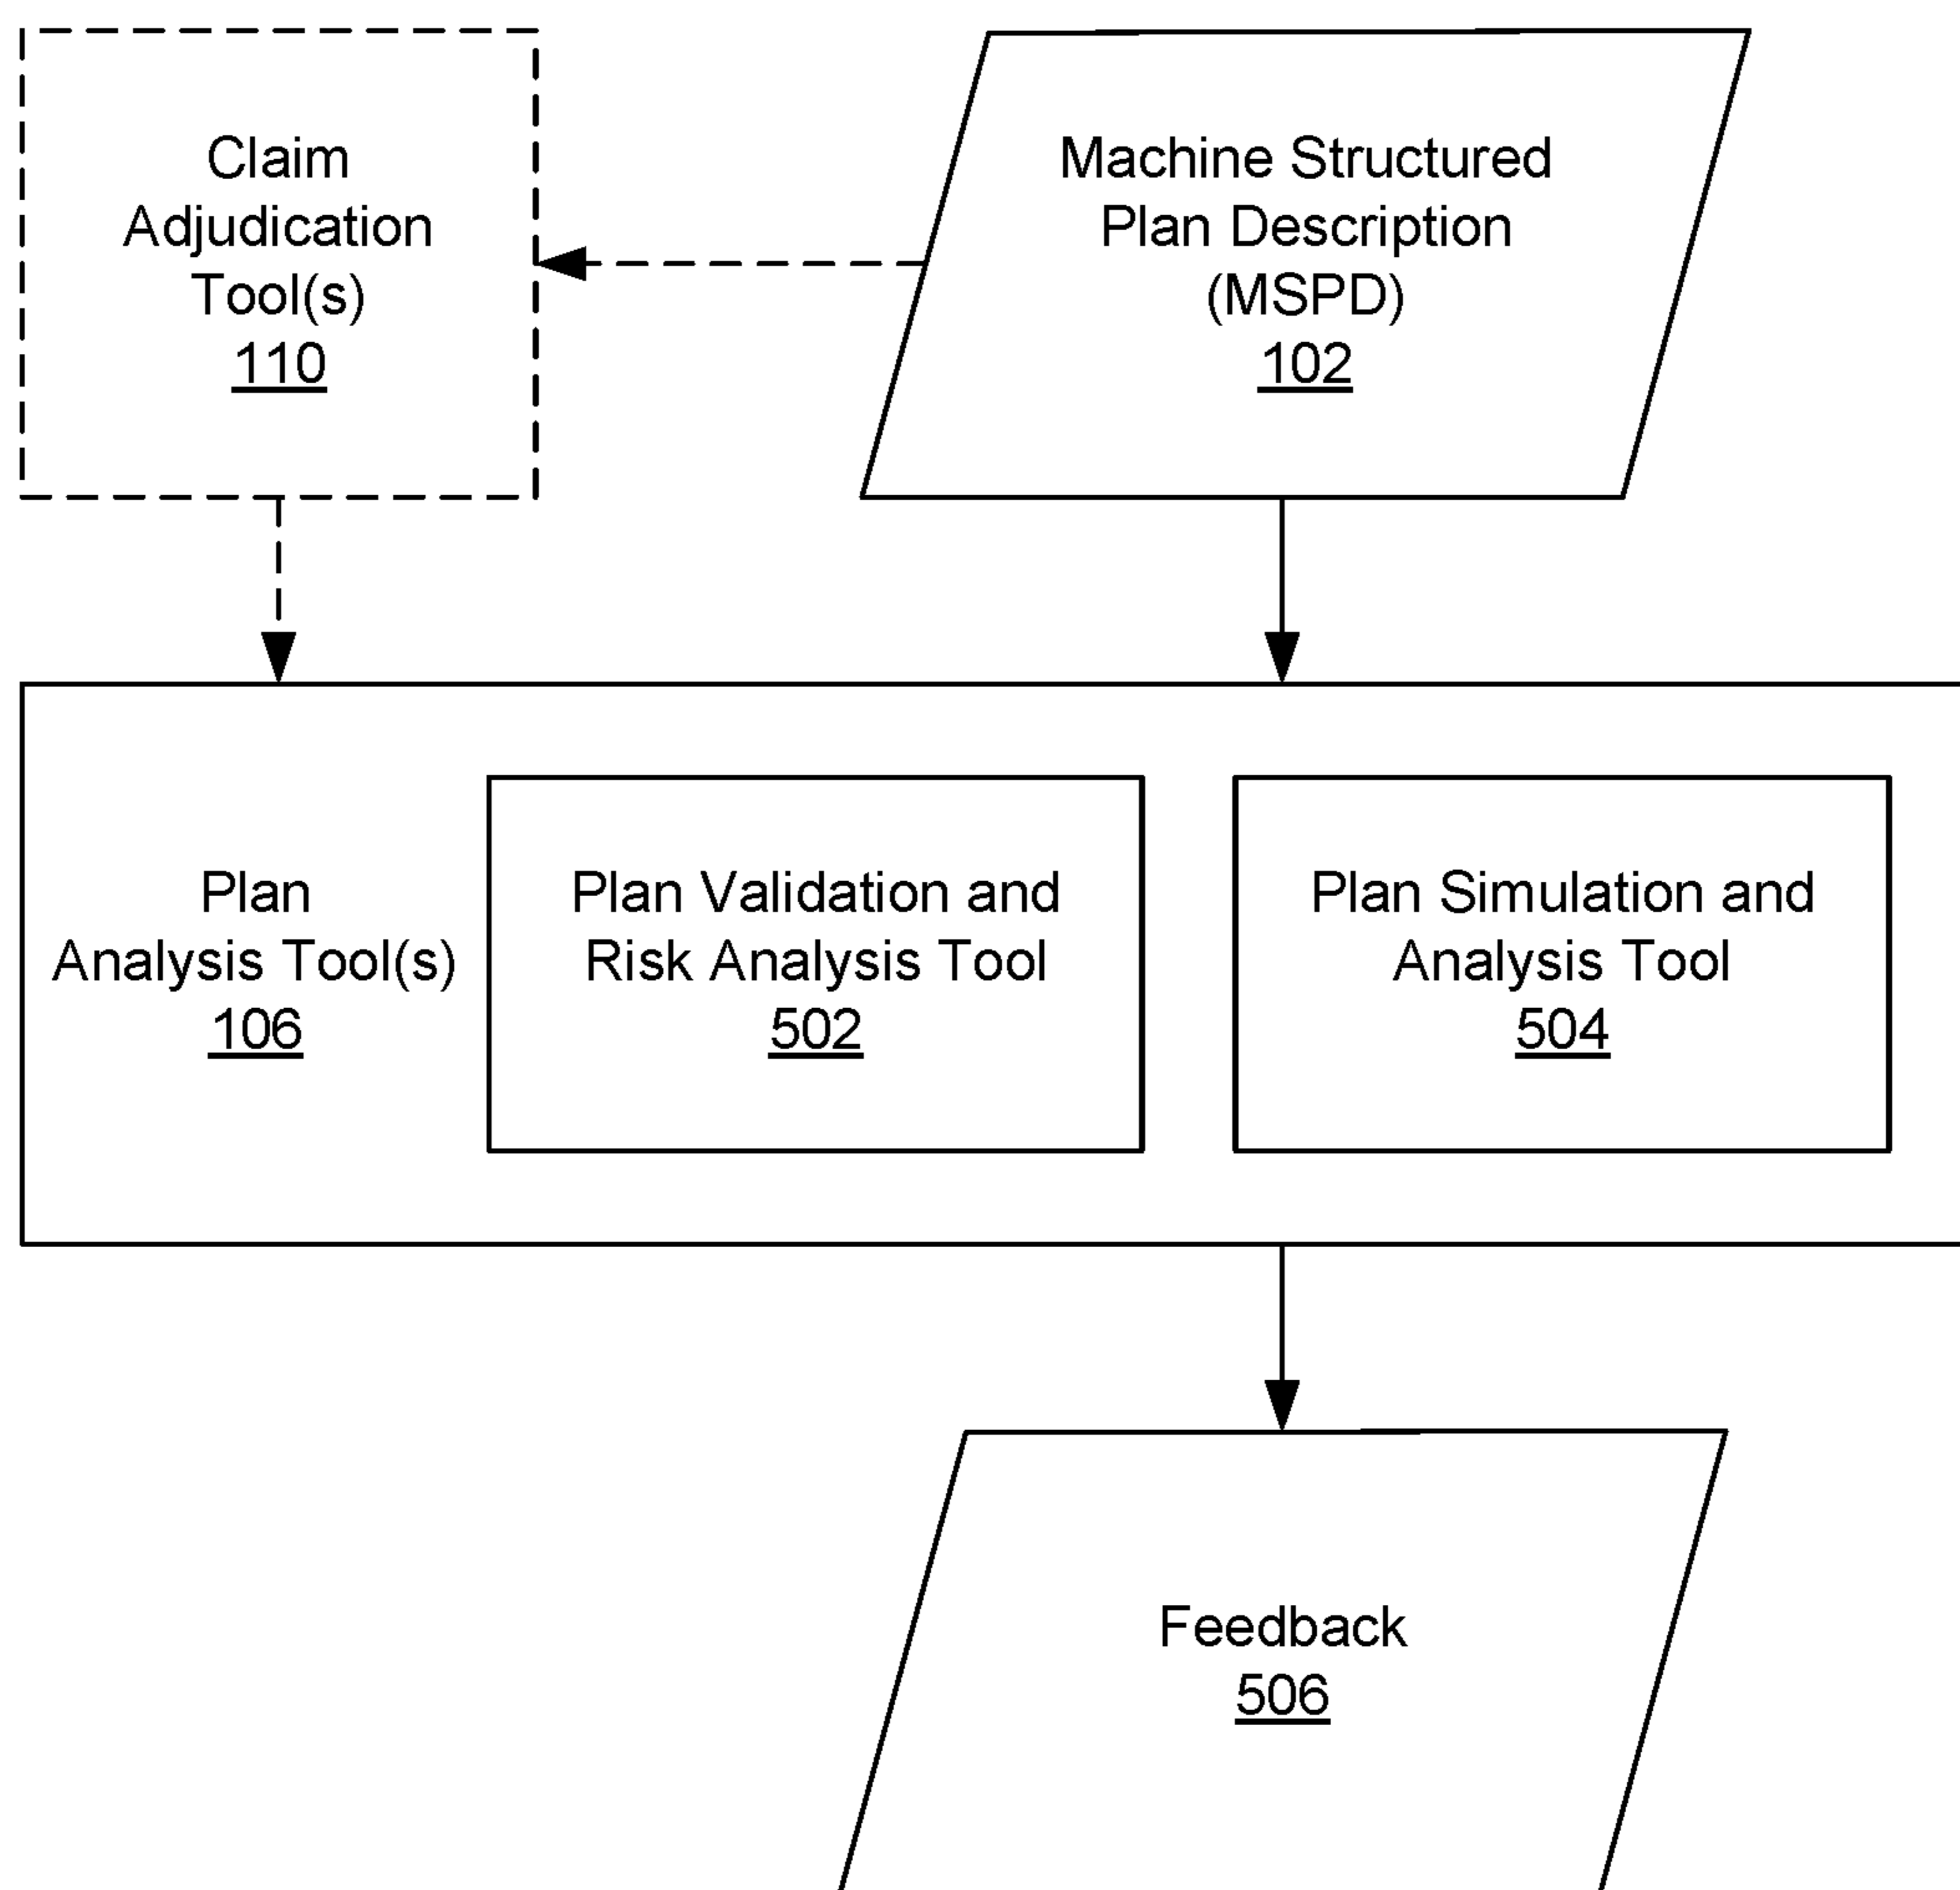 Claim
Adjudication
Tool(s)
110
Machine Structured
Plan Description
(MSPD)
102
Plan
Analysis Tool(s)
106
Plan Validation and
Risk Analysis Tool
502
Plan Simulation and
Analysis Tool
504
Feedback
506